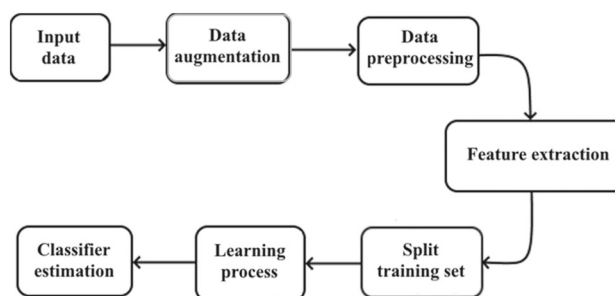 Input
data
Data
augmentation
Data
preprocessing
Feature extraction
Split
training set
Learning
process
Classifier
estimation